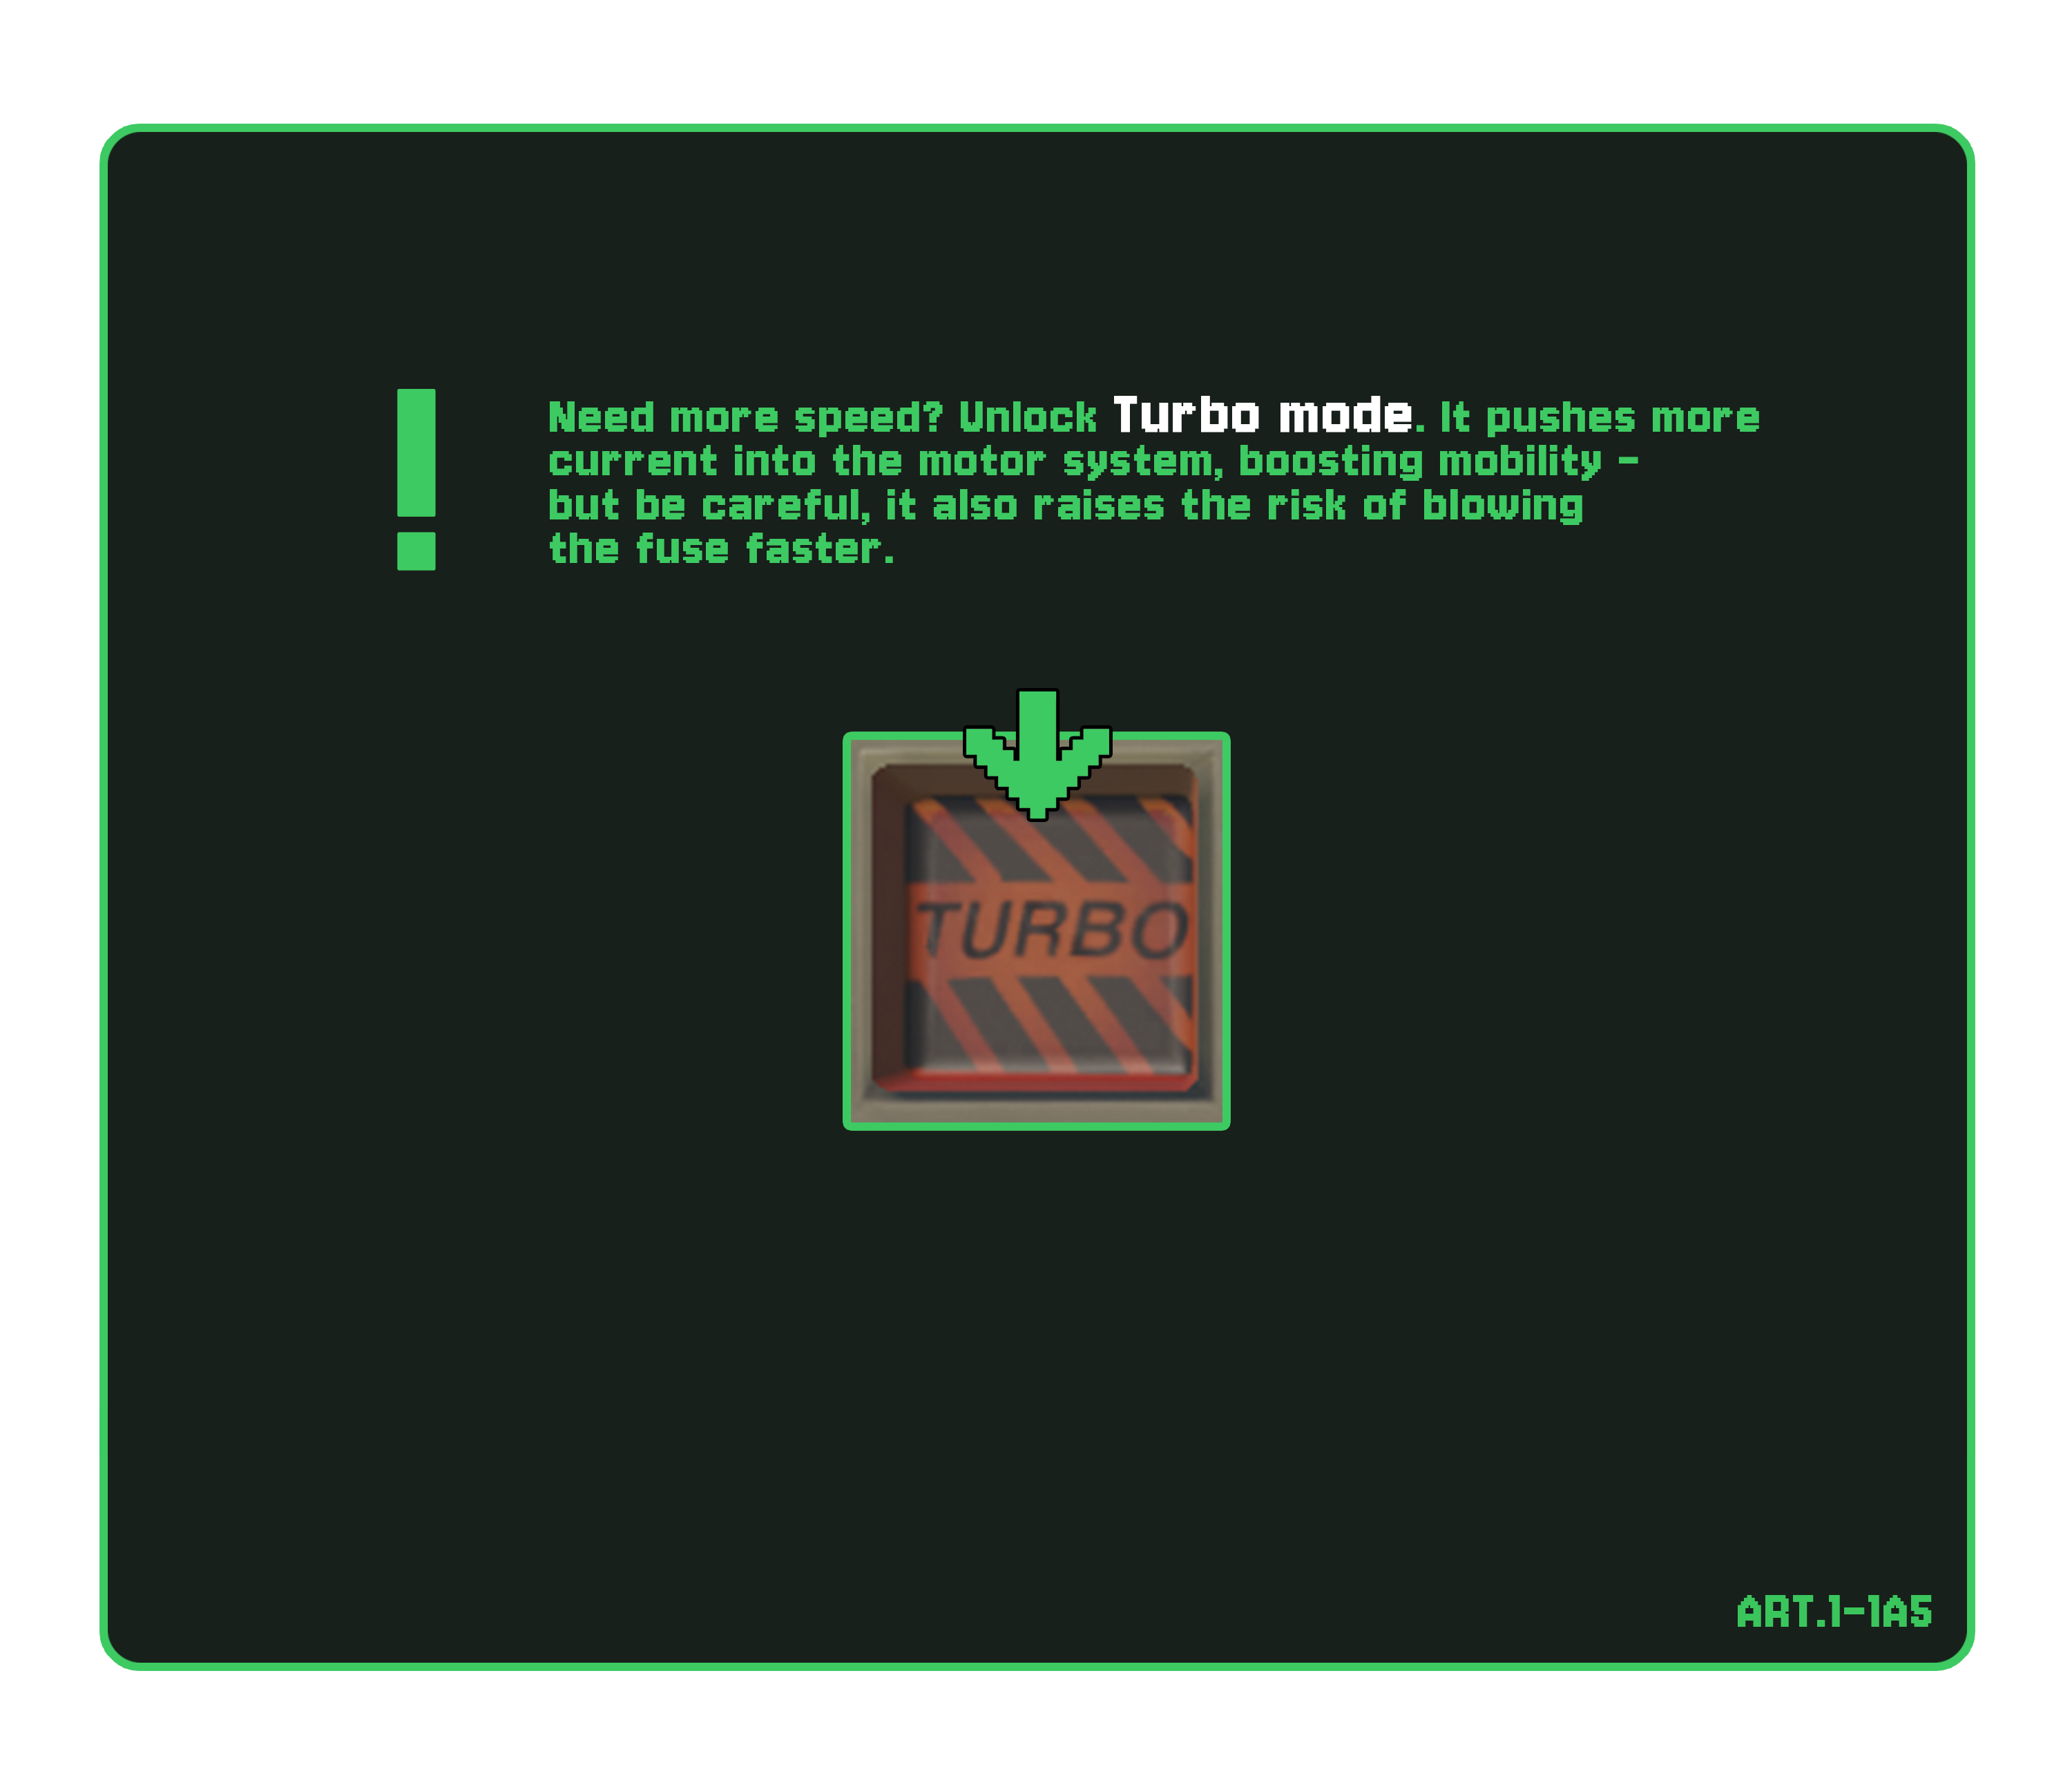 Need more speed? Unlock Turbo mode. It pushes more
current into the motor system, boosting mobility –
but be careful, it also raises the risk of blowing
the fuse faster.
TURBO
ART.1-1A5